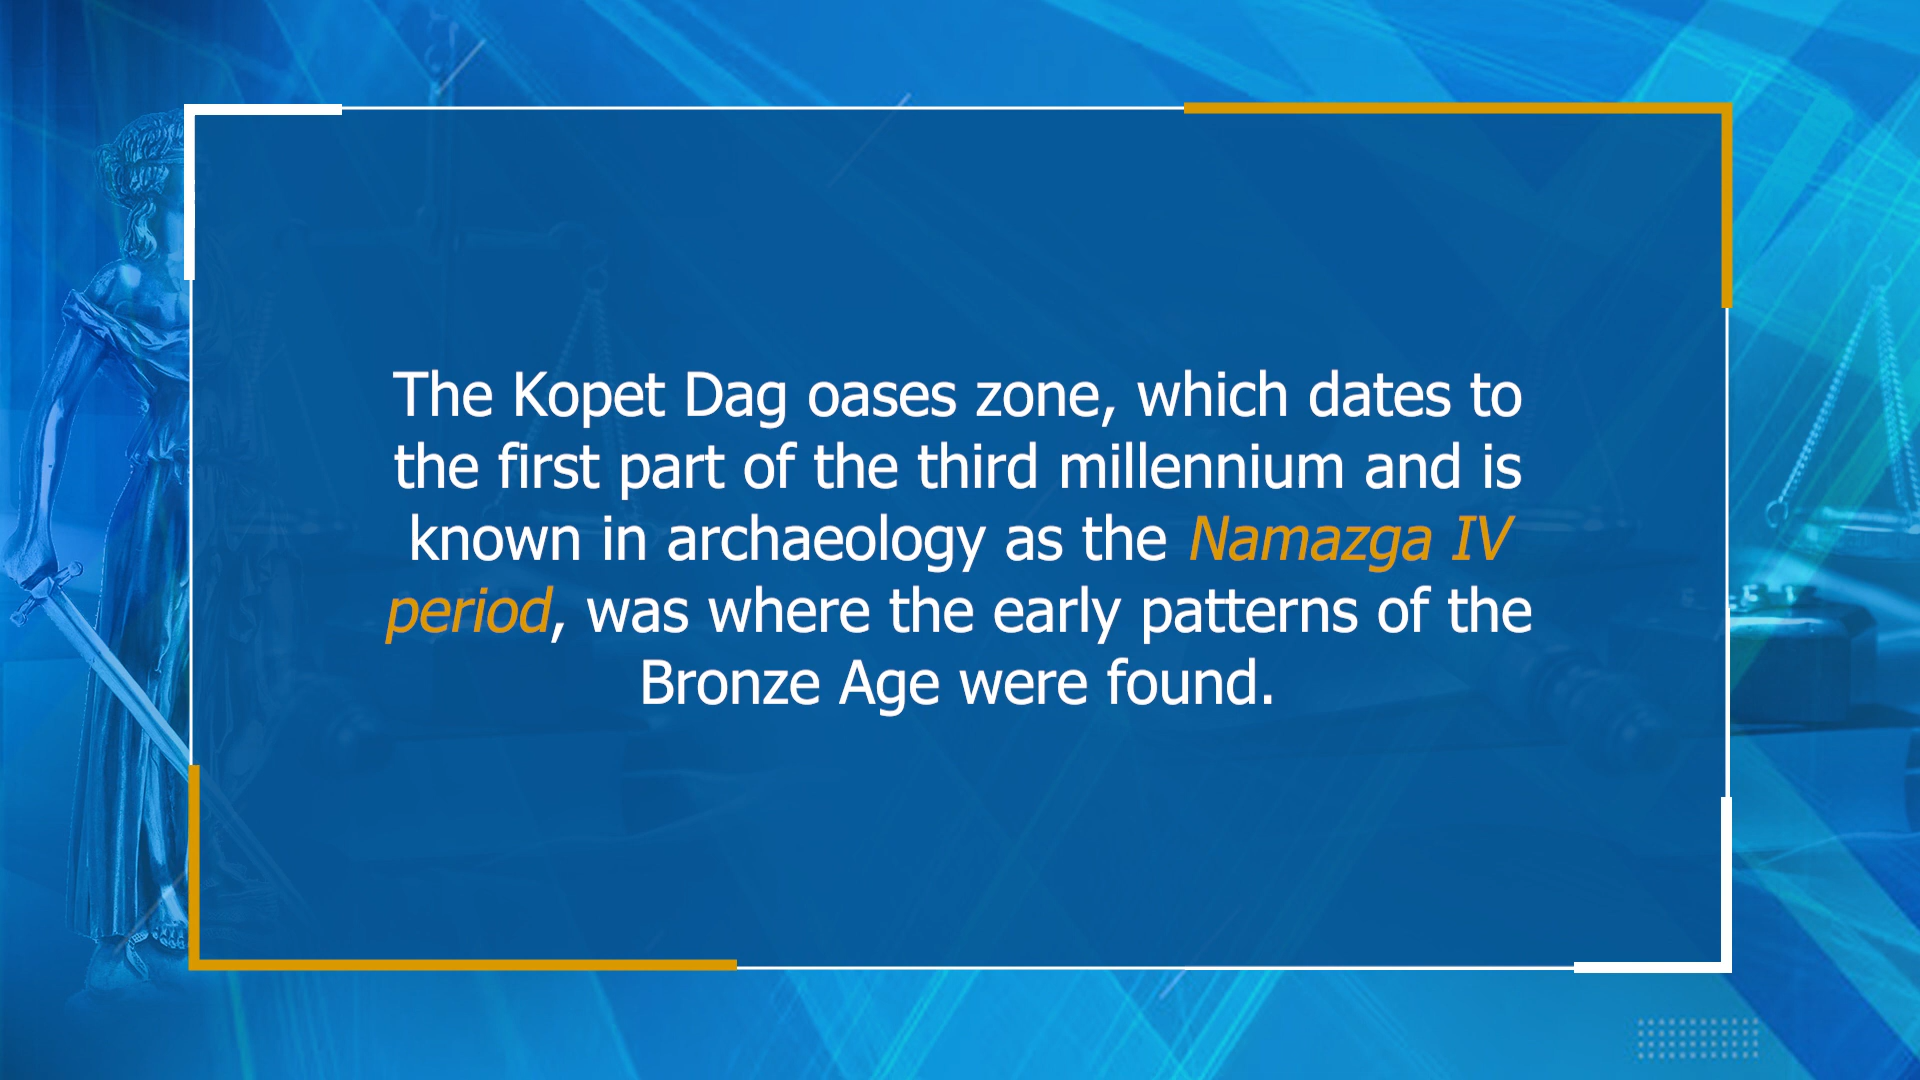 The Kopet Dag oases zone, which dates to
the first part of the third millennium and is
known in archaeology as the Namazga IV
period, was where the early patterns of the
Bronze Age were found.